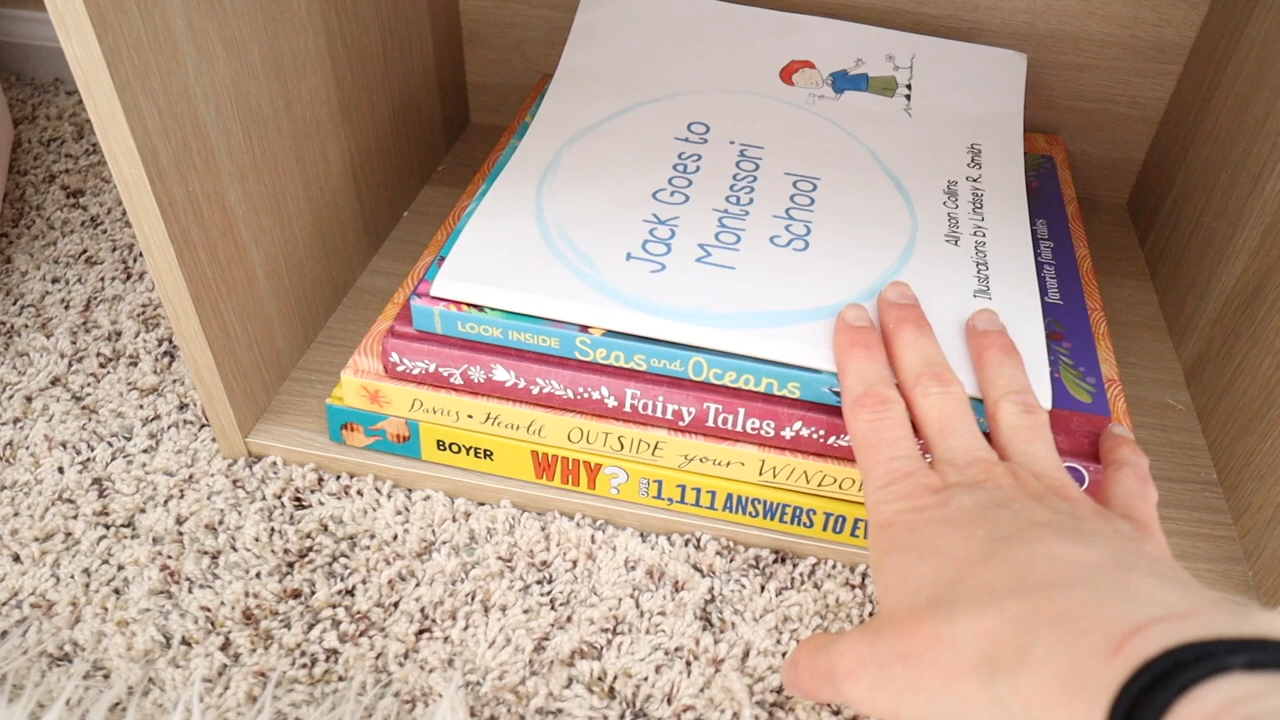 Jack Goes to
Montessori
School
Allyson Collins
Illustrations by Lindsey R. Smith
favorite fairy tales
LOOK INSIDE Seas and Oceans
Fairy Tales
Davies • Hearld OUTSIDE your WINDOW
BOYER WHY? OVER 1,111 ANSWERS TO